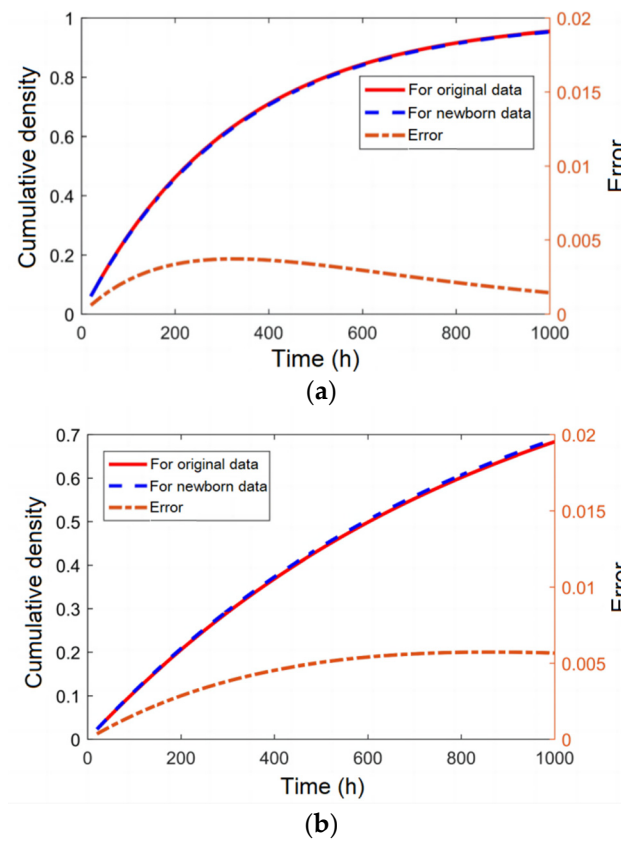 1
0.8
0.6
0.4
0.2
0
Cumulative density
0.02
0.015
0.01
0.005
0
Error
For original data
For newborn data
Error
0 200 400 600 800 1000
Time (h)
(a)
0.7
0.6
0.5
0.4
0.3
0.2
0.1
0
Cumulative density
0.02
0.015
0.01
0.005
0
Error
For original data
For newborn data
Error
0 200 400 600 800 1000
Time (h)
(b)